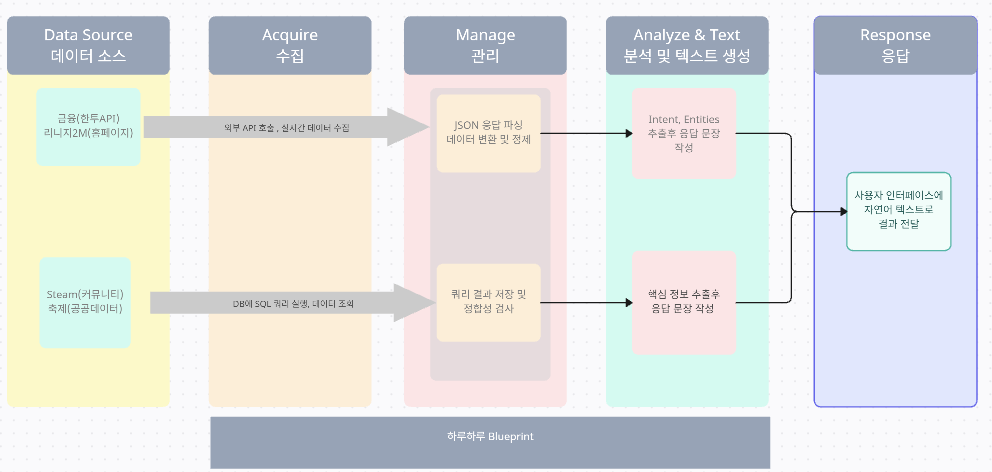 Data Source
데이터 소스
Acquire
수집
Manage
관리
Analyze & Text
분석 및 텍스트 생성
Response
응답
금융(한투API)
리니지2M(홈페이지)
외부 API 호출 , 실시간 데이터 수집
JSON 응답 파싱
데이터 변환 및 정제
Intent, Entities
추출후 응답 문장
작성
사용자 인터페이스에
자연어 텍스트로
결과 전달
Steam(커뮤니티)
축제(공공데이터)
DB에 SQL 쿼리 실행, 데이터 조회
쿼리 결과 저장 및
정합성 검사
핵심 정보 추출후
응답 문장 작성
하루하루 Blueprint